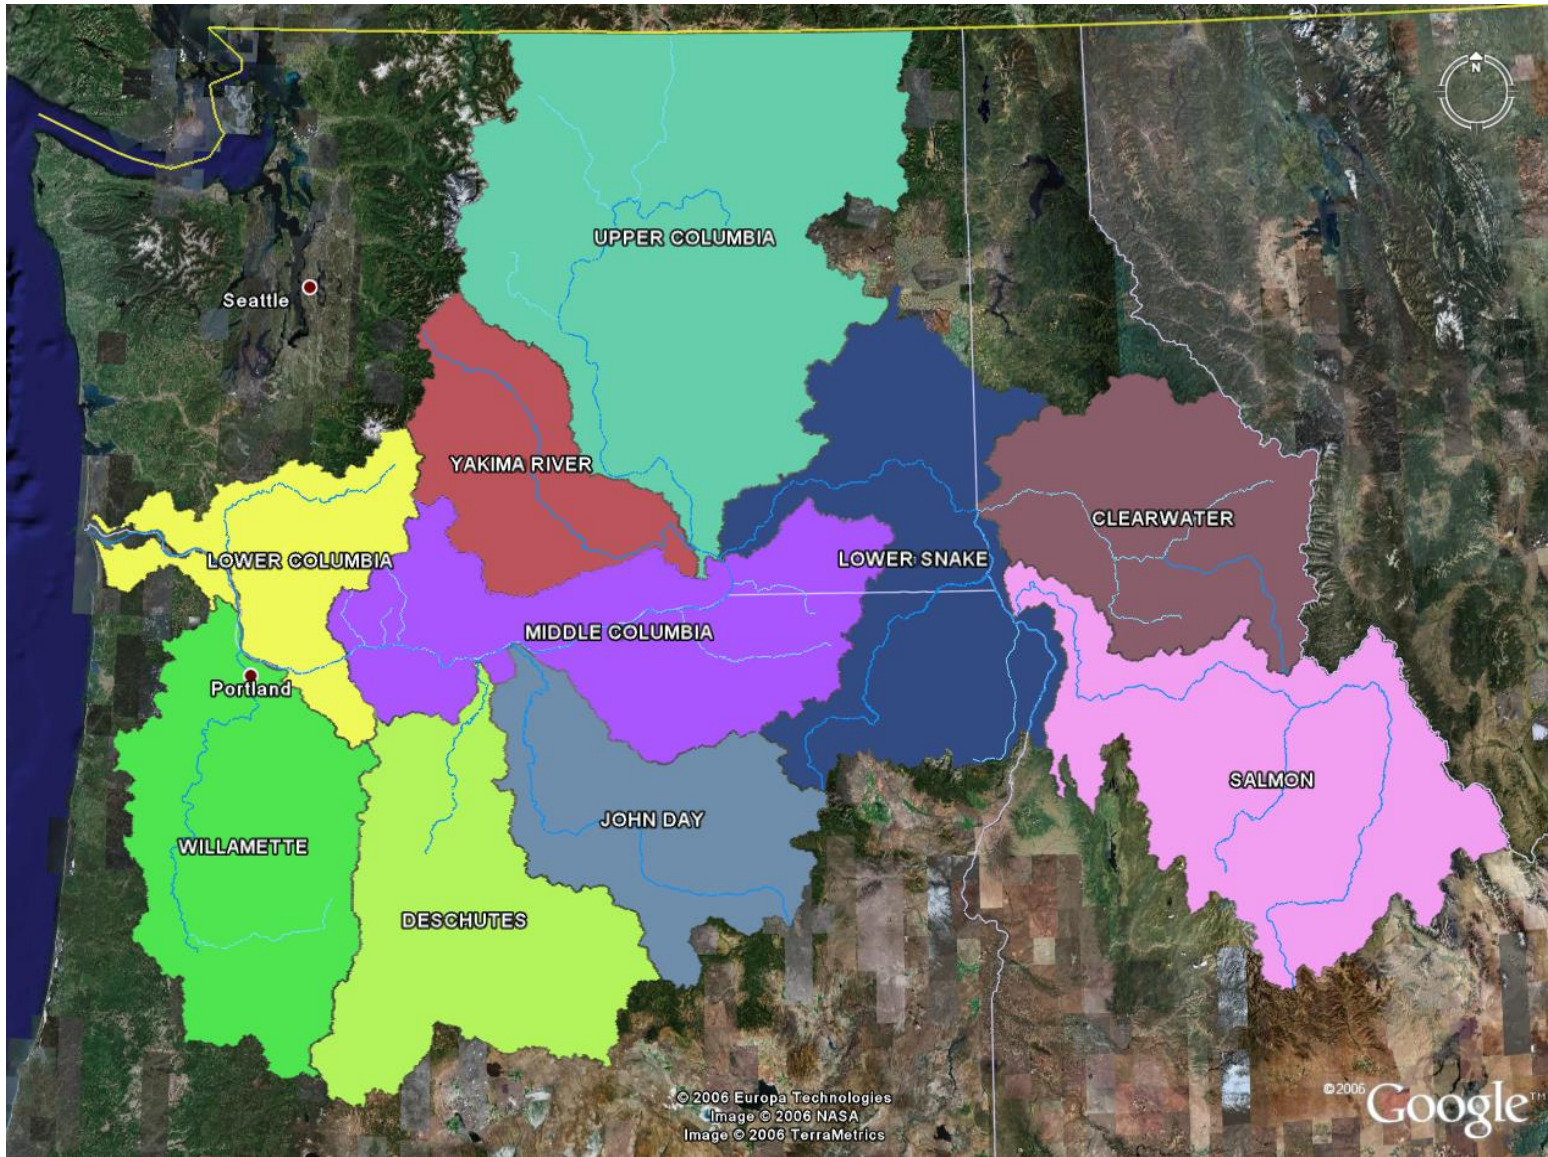 N
UPPER COLUMBIA
Seattle
YAKIMA RIVER
CLEARWATER
LOWER COLUMBIA
LOWER SNAKE
MIDDLE COLUMBIA
Portland
SALMON
JOHN DAY
WILLAMETTE
DESCHUTES
© 2006 Europa Technologies
Image © 2006 NASA
Image © 2006 TerraMetrics
©2006 Google™